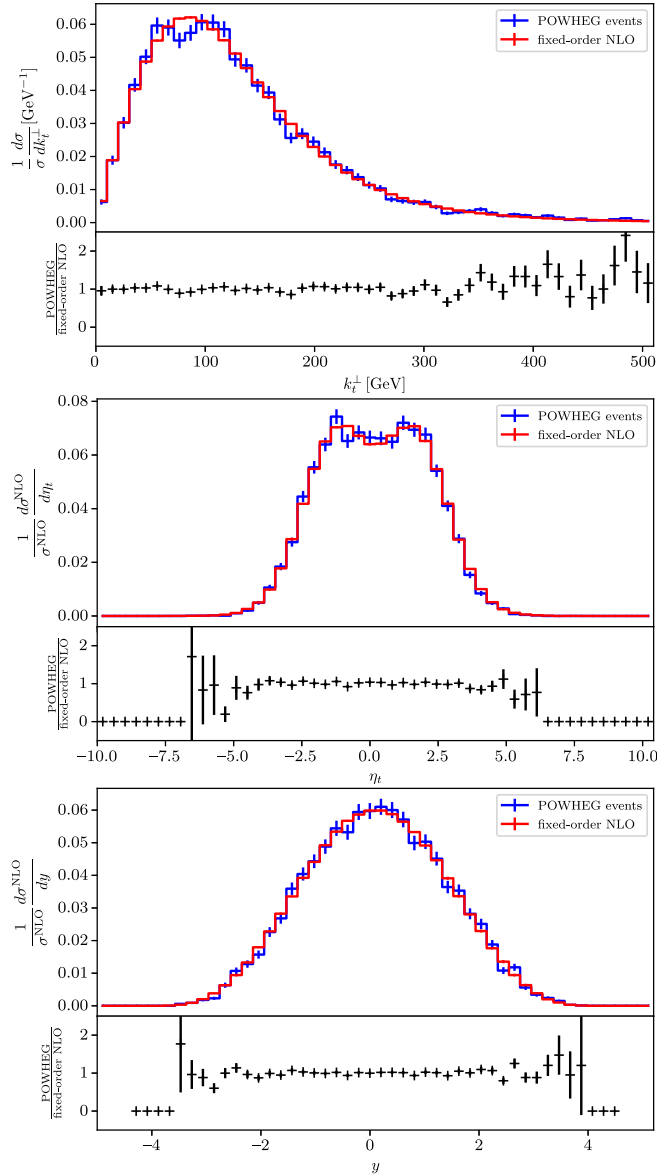 0.06
0.05
0.04
0.03
0.02
0.01
0.00
1/σ dσ/dk_t^⊥ [GeV⁻¹]
POWHEG events
fixed-order NLO
2
1
0
POWHEG
fixed-order NLO
0 100 200 300 400 500
k_t^⊥ [GeV]
0.08
0.06
0.04
0.02
0.00
1/σ^NLO dσ^NLO/dη_t
POWHEG events
fixed-order NLO
2
1
0
POWHEG
fixed-order NLO
−10.0 −7.5 −5.0 −2.5 0.0 2.5 5.0 7.5 10.0
η_t
0.06
0.05
0.04
0.03
0.02
0.01
0.00
1/σ^NLO dσ^NLO/dy
POWHEG events
fixed-order NLO
2
1
0
POWHEG
fixed-order NLO
−4 −2 0 2 4
y